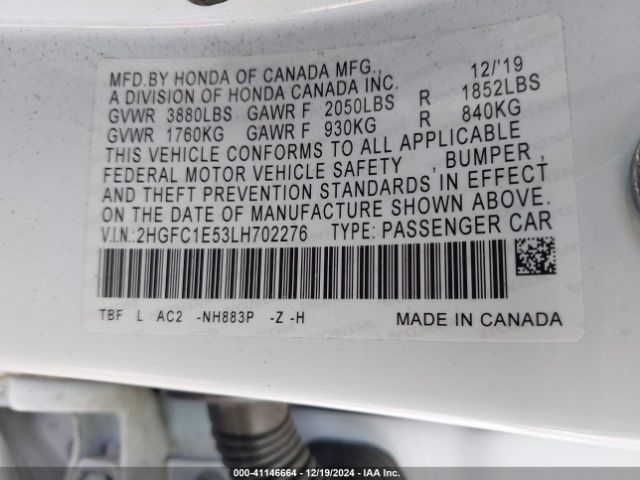 MFD.BY HONDA OF CANADA MFG., 12/'19
A DIVISION OF HONDA CANADA INC.
GVWR 3880LBS GAWR F 2050LBS R 1852LBS
GVWR 1760KG GAWR F 930KG R 840KG
THIS VEHICLE CONFORMS TO ALL APPLICABLE
FEDERAL MOTOR VEHICLE SAFETY , BUMPER ,
AND THEFT PREVENTION STANDARDS IN EFFECT
ON THE DATE OF MANUFACTURE SHOWN ABOVE.
V.I.N.:2HGFC1E53LH702276 TYPE: PASSENGER CAR
TBF L AC2 -NH883P -Z -H MADE IN CANADA
00-41146664 | 12/19/2024 | IAA Inc.